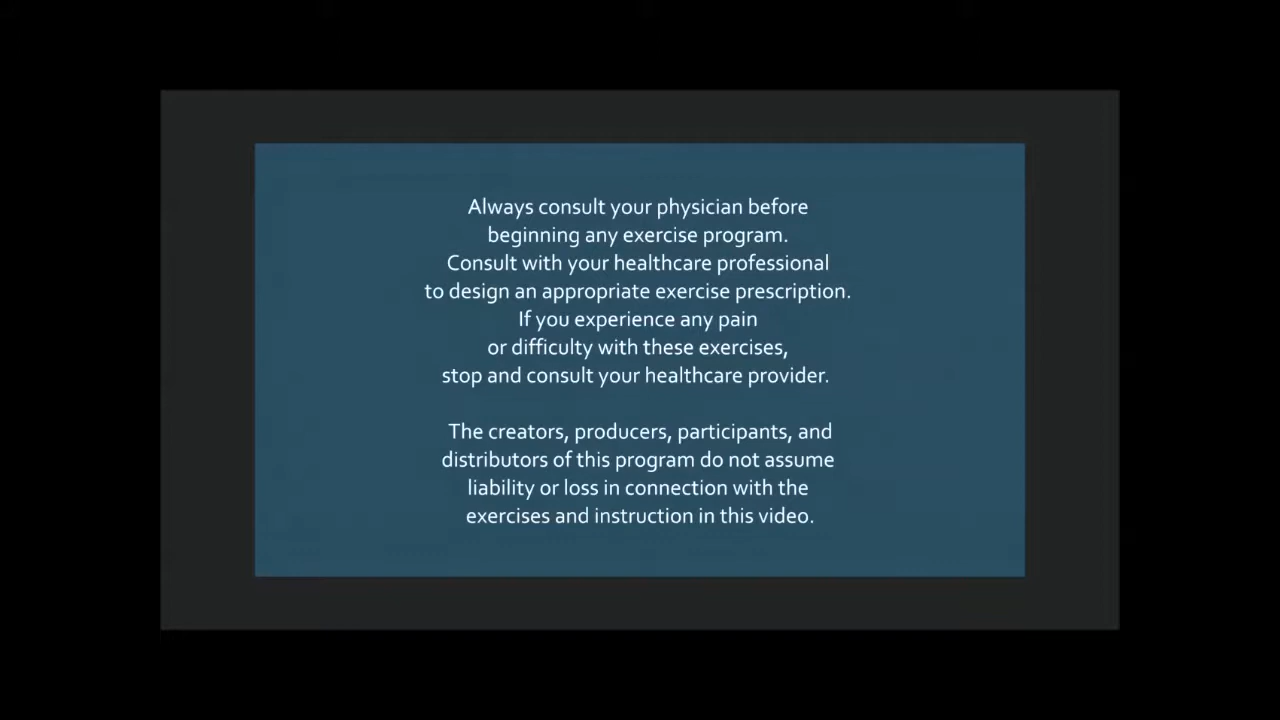 Always consult your physician before
beginning any exercise program.
Consult with your healthcare professional
to design an appropriate exercise prescription.
If you experience any pain
or difficulty with these exercises,
stop and consult your healthcare provider.
The creators, producers, participants, and
distributors of this program do not assume
liability or loss in connection with the
exercises and instruction in this video.